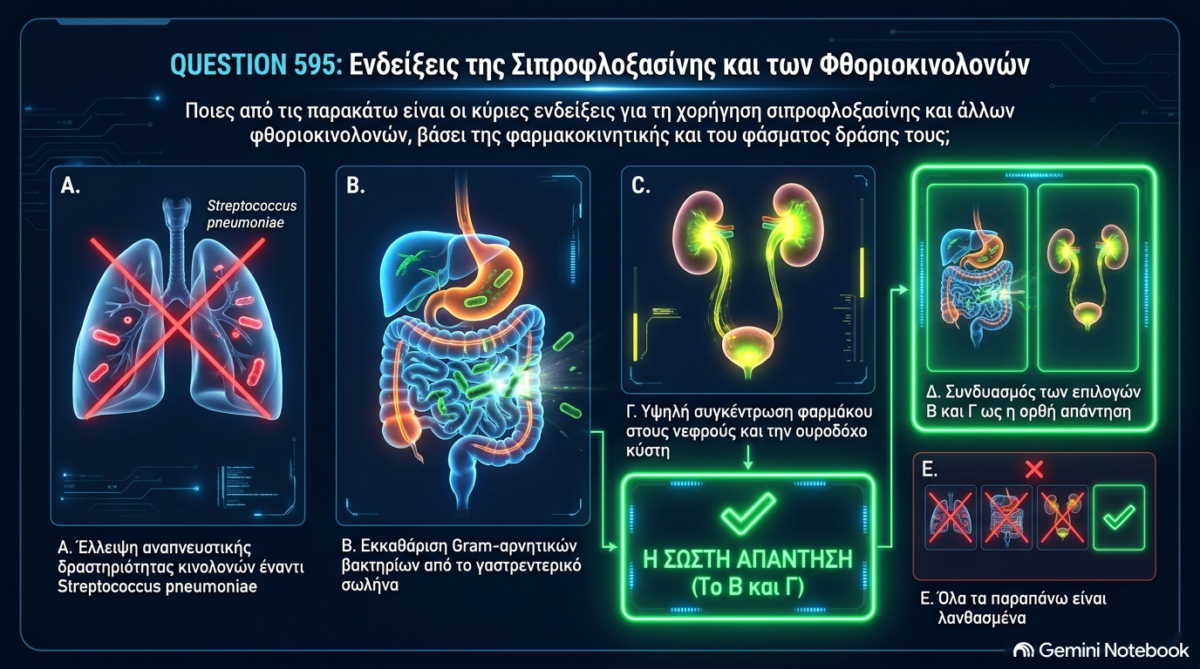 QUESTION 595: Ενδείξεις της Σιπροφλοξασίνης και των Φθοριοκινολονών
Ποιες από τις παρακάτω είναι οι κύριες ενδείξεις για τη χορήγηση σιπροφλοξασίνης και άλλων
φθοριοκινολονών, βάσει της φαρμακοκινητικής και του φάσματος δράσης τους;
A.
Streptococcus
pneumoniae
Α. Έλλειψη αναπνευστικής
δραστηριότητας κινολονών έναντι
Streptococcus pneumoniae
B.
Β. Εκκαθάριση Gram-αρνητικών
βακτηρίων από το γαστρεντερικό
σωλήνα
C.
Γ. Υψηλή συγκέντρωση φαρμάκου
στους νεφρούς και την ουροδόχο
κύστη
Η ΣΩΣΤΗ ΑΠΑΝΤΗΣΗ
(Το Β και Γ)
Δ. Συνδυασμός των επιλογών
Β και Γ ως η ορθή απάντηση
E.
Ε. Όλα τα παραπάνω είναι
λανθασμένα
Gemini Notebook